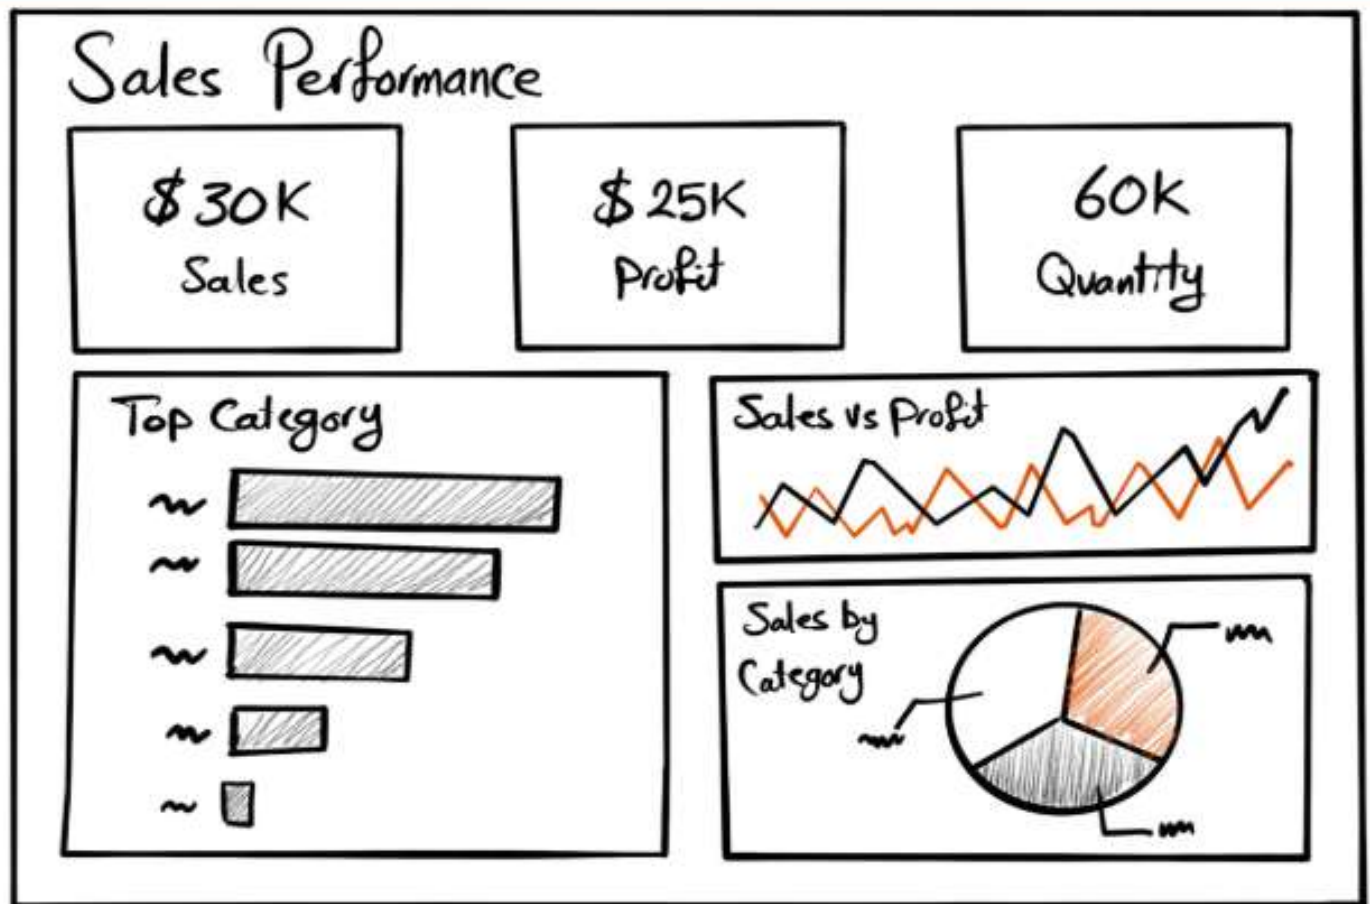 Sales Performance
$30K
Sales
$25K
Profit
60K
Quantity
Top Category
Sales vs Profit
Sales by
Category